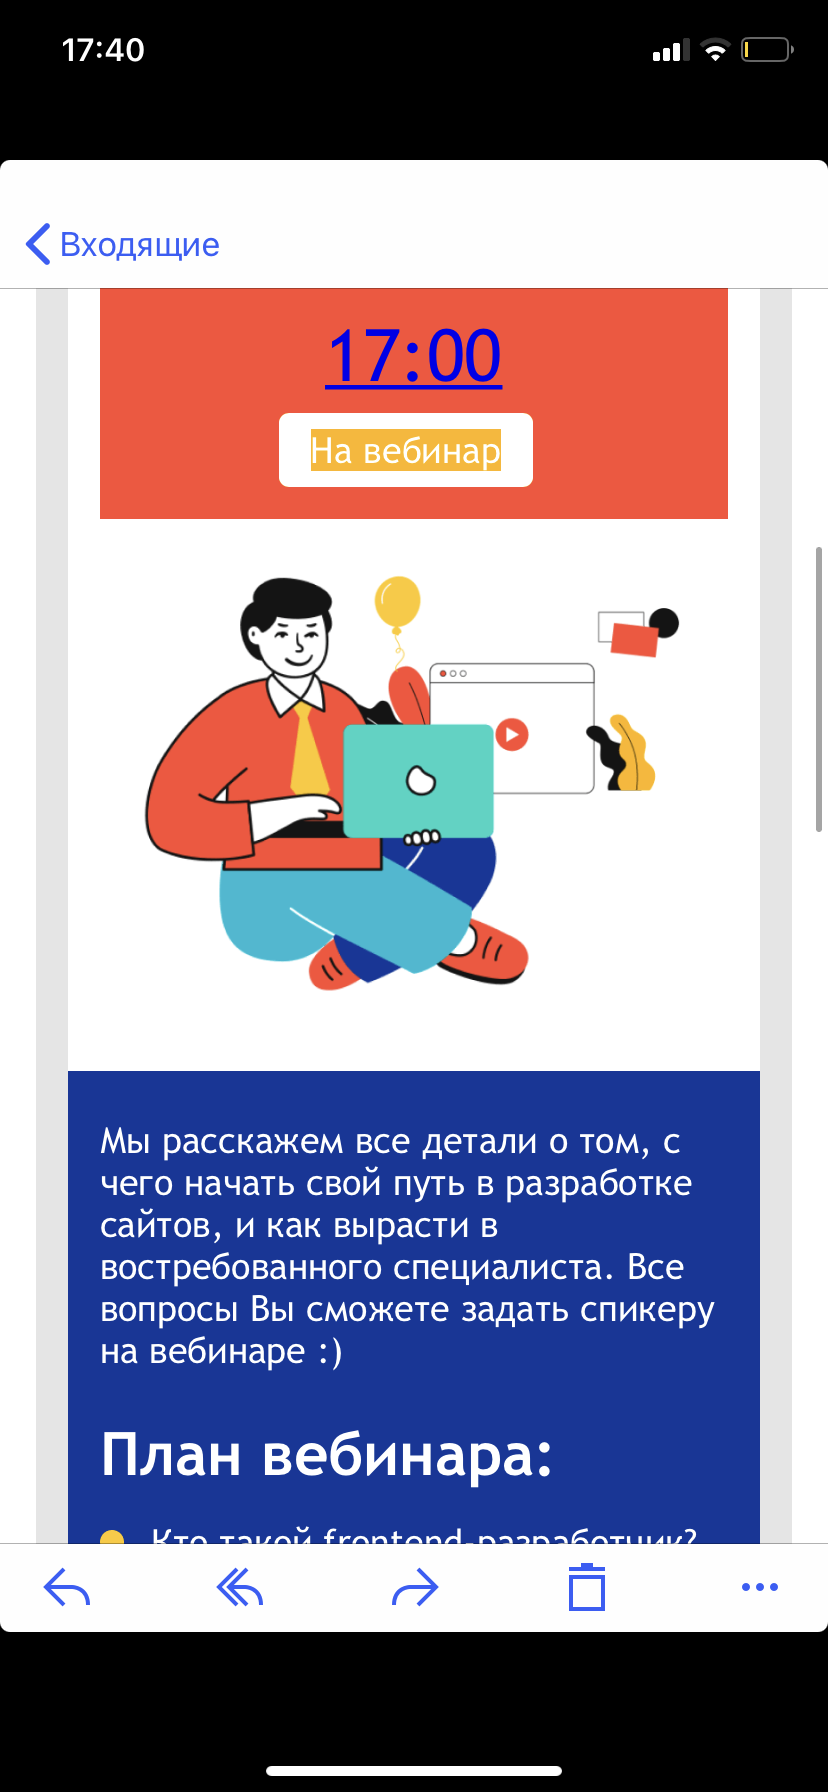 17:40
Входящие
17:00
На вебинар
Мы расскажем все детали о том, с
чего начать свой путь в разработке
сайтов, и как вырасти в
востребованного специалиста. Все
вопросы Вы сможете задать спикеру
на вебинаре :)
План вебинара:
Кто такой frontend-разработчик?